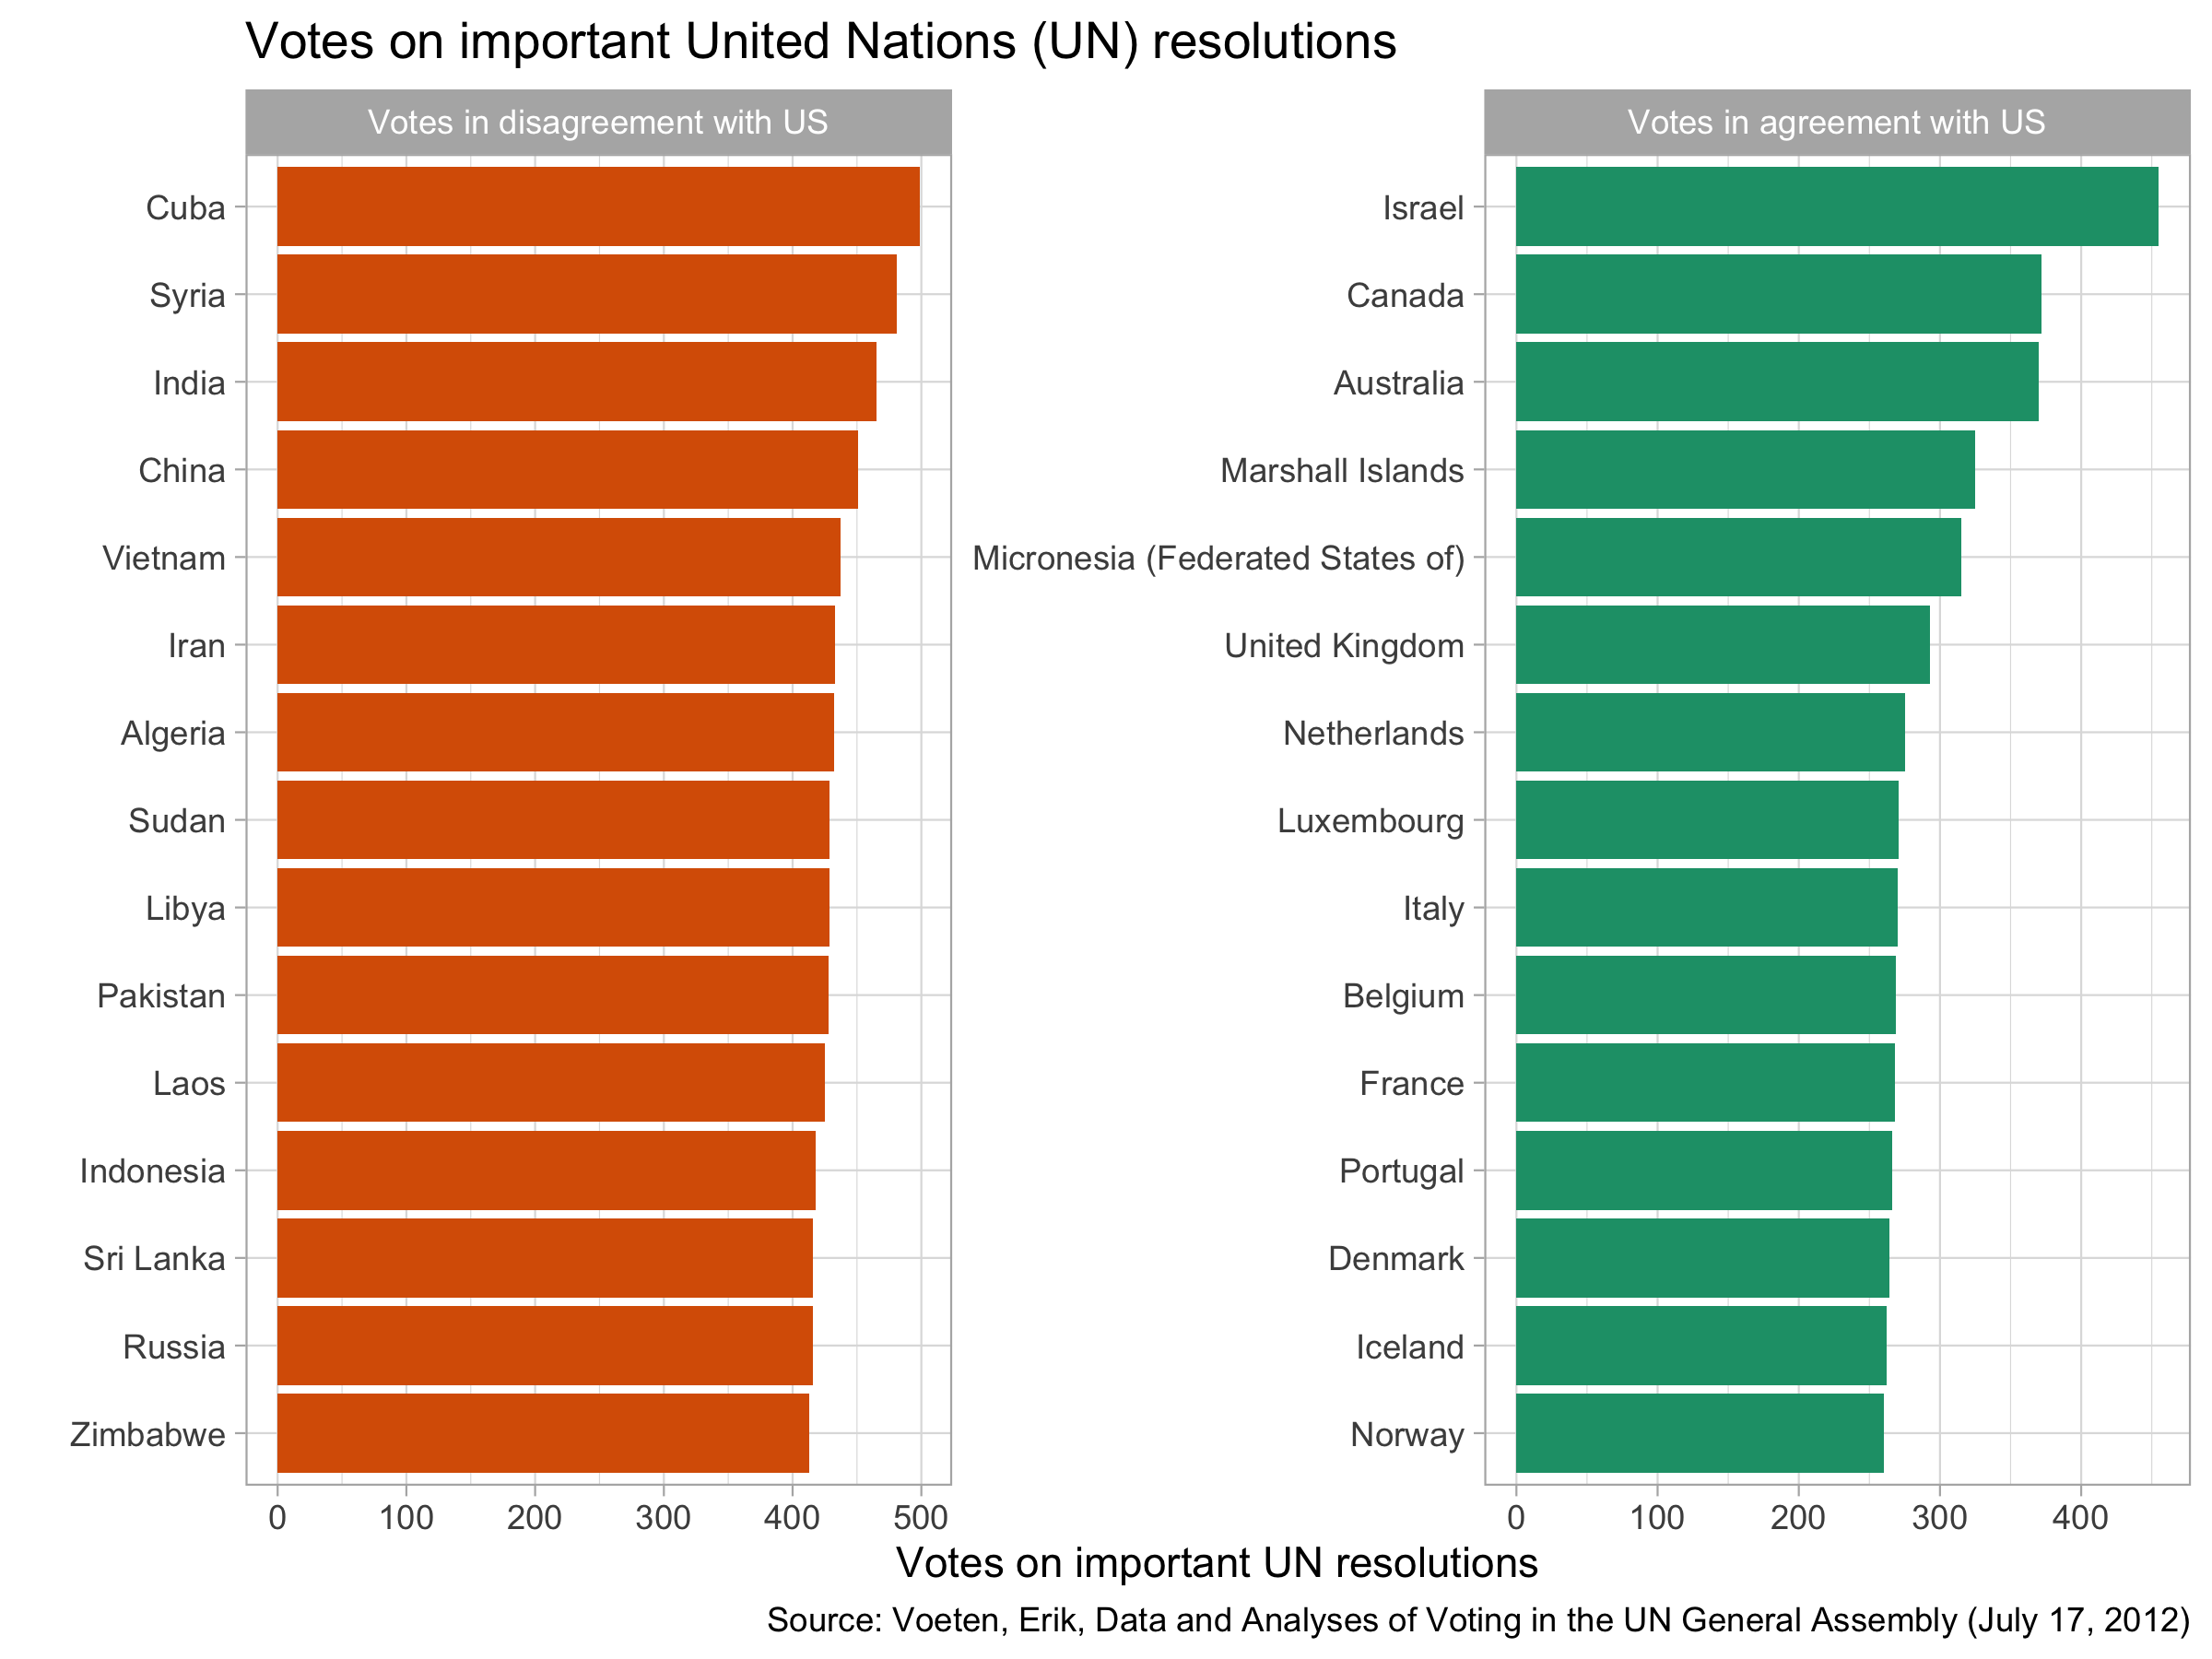 Votes on important United Nations (UN) resolutions
Votes in disagreement with US
Cuba
Syria
India
China
Vietnam
Iran
Algeria
Sudan
Libya
Pakistan
Laos
Indonesia
Sri Lanka
Russia
Zimbabwe
0 100 200 300 400 500
Votes in agreement with US
Israel
Canada
Australia
Marshall Islands
Micronesia (Federated States of)
United Kingdom
Netherlands
Luxembourg
Italy
Belgium
France
Portugal
Denmark
Iceland
Norway
0 100 200 300 400
Votes on important UN resolutions
Source: Voeten, Erik, Data and Analyses of Voting in the UN General Assembly (July 17, 2012)